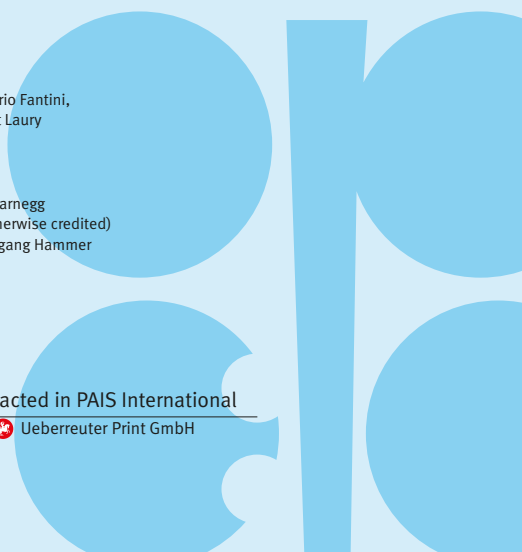 rio Fantini,
t Laury
arnegg
herwise credited)
gang Hammer
acted in PAIS International
Ueberreuter Print GmbH